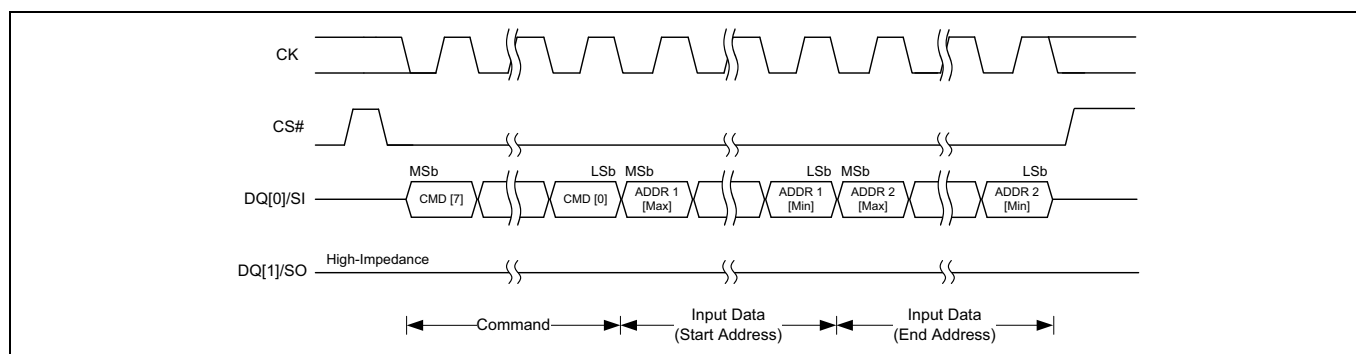 CK
CS#
MSb LSb MSb LSb MSb LSb
DQ[0]/SI CMD [7] CMD [0] ADDR 1 [Max] ADDR 1 [Min] ADDR 2 [Max] ADDR 2 [Min]
High-Impedance
DQ[1]/SO
Command
Input Data
(Start Address)
Input Data
(End Address)